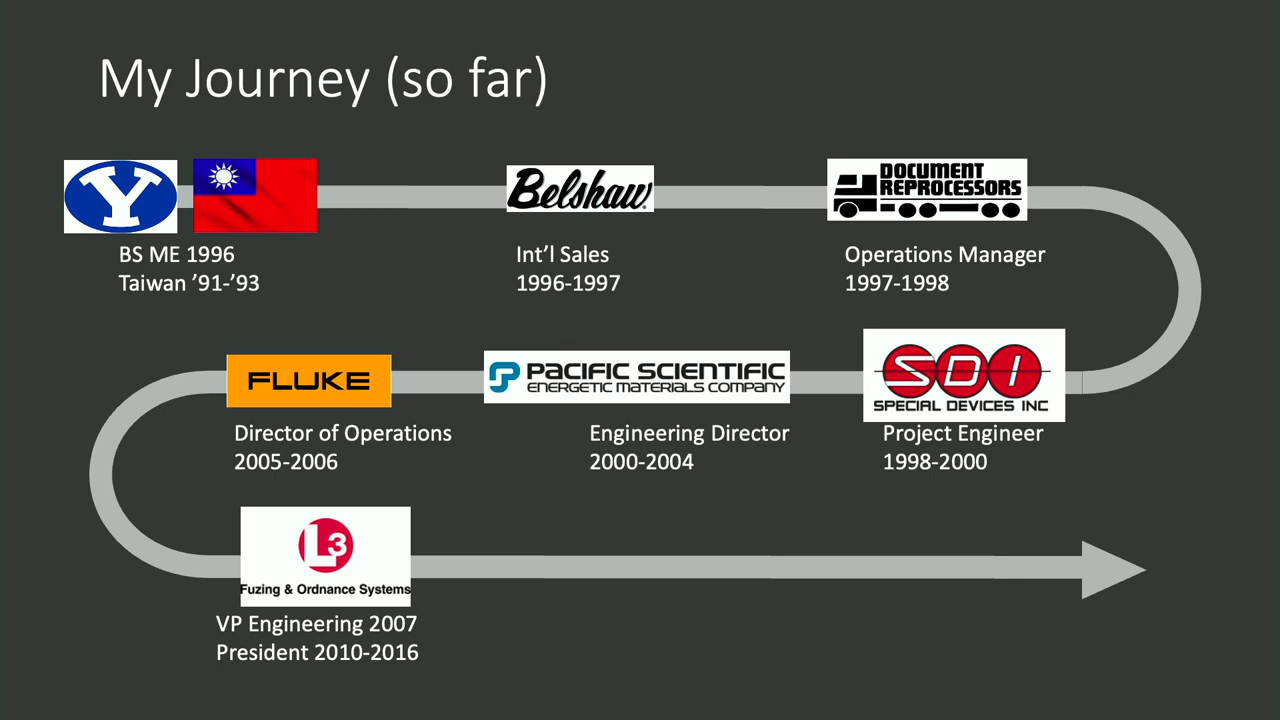 My Journey (so far)
Y
BS ME 1996
Taiwan ’91-’93
Belshaw
Int’l Sales
1996-1997
DOCUMENT
REPROCESSORS
Operations Manager
1997-1998
FLUKE
Director of Operations
2005-2006
PACIFIC SCIENTIFIC
ENERGETIC MATERIALS COMPANY
Engineering Director
2000-2004
SDI
SPECIAL DEVICES INC
Project Engineer
1998-2000
L3
Fuzing & Ordnance Systems
VP Engineering 2007
President 2010-2016